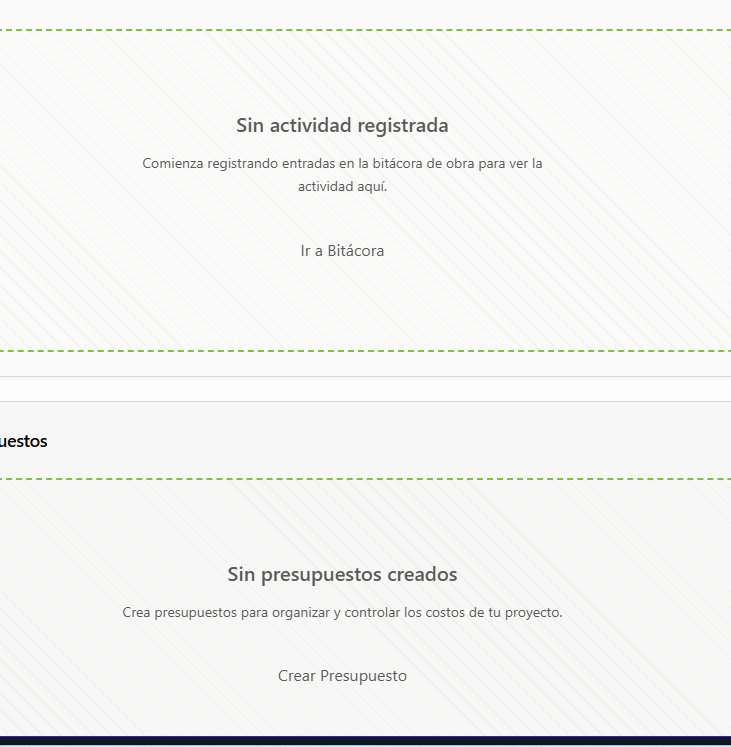 Sin actividad registrada
Comienza registrando entradas en la bitácora de obra para ver la
actividad aquí.
Ir a Bitácora
uestos
Sin presupuestos creados
Crea presupuestos para organizar y controlar los costos de tu proyecto.
Crear Presupuesto